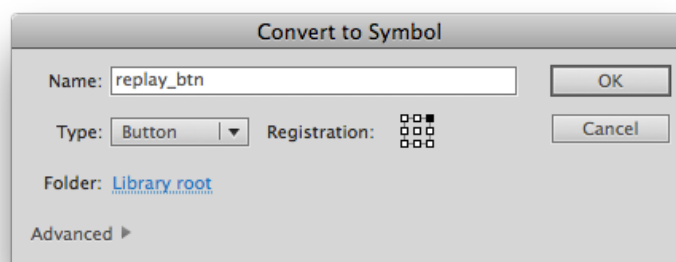 Convert to Symbol
Name: replay_btn OK
Type: Button Registration: Cancel
Folder: Library root
Advanced